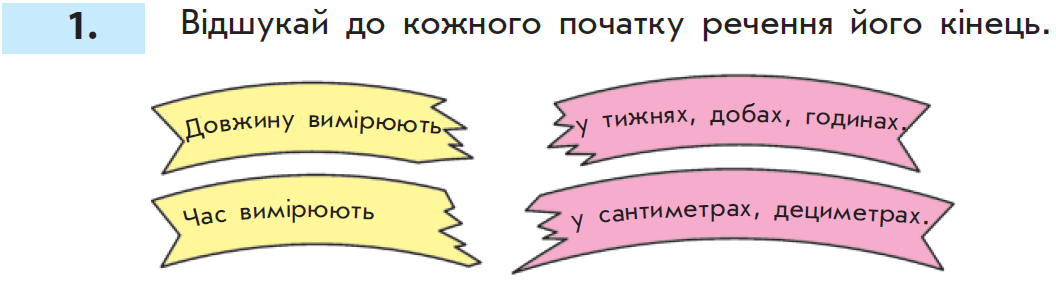 1. Відшукай до кожного початку речення його кінець.
Довжину вимірюють
у тижнях, добах, годинах.
Час вимірюють
у сантиметрах, дециметрах.